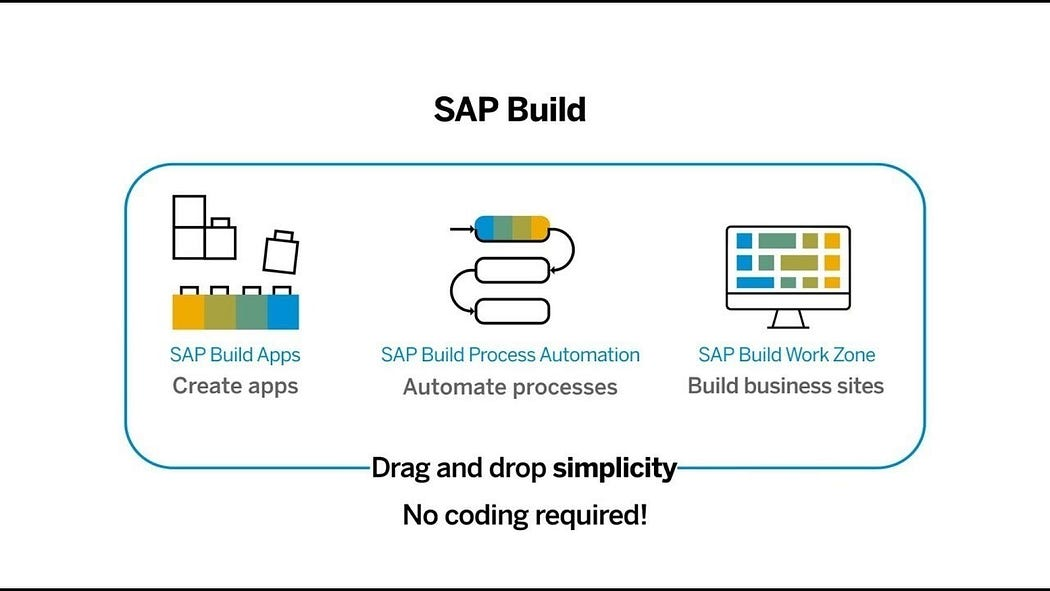 SAP Build
SAP Build Apps
Create apps
SAP Build Process Automation
Automate processes
SAP Build Work Zone
Build business sites
Drag and drop simplicity
No coding required!